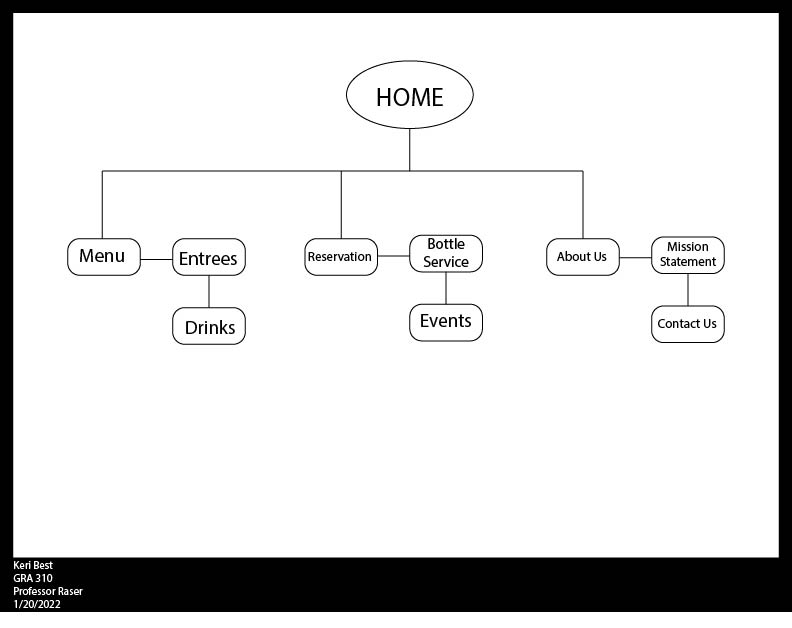 HOME
Menu
Entrees
Drinks
Reservation
Bottle
Service
Events
About Us
Mission
Statement
Contact Us
Keri Best
GRA 310
Professor Raser
1/20/2022